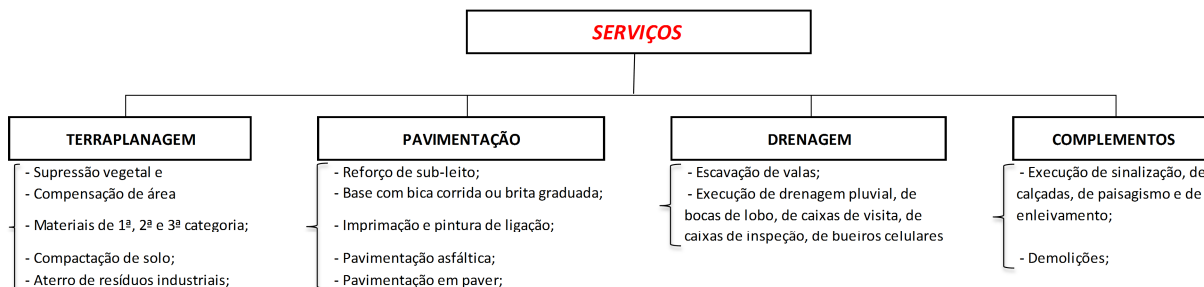 SERVIÇOS
TERRAPLANAGEM
- Supressão vegetal e
- Compensação de área
- Materiais de 1ª, 2ª e 3ª categoria;
- Compactação de solo;
- Aterro de resíduos industriais;
PAVIMENTAÇÃO
- Reforço de sub-leito;
- Base com bica corrida ou brita graduada;
- Imprimação e pintura de ligação;
- Pavimentação asfáltica;
- Pavimentação em paver;
DRENAGEM
- Escavação de valas;
- Execução de drenagem pluvial, de
bocas de lobo, de caixas de visita, de
caixas de inspeção, de bueiros celulares
COMPLEMENTOS
- Execução de sinalização, de
calçadas, de paisagismo e de
enleivamento;
- Demolições;